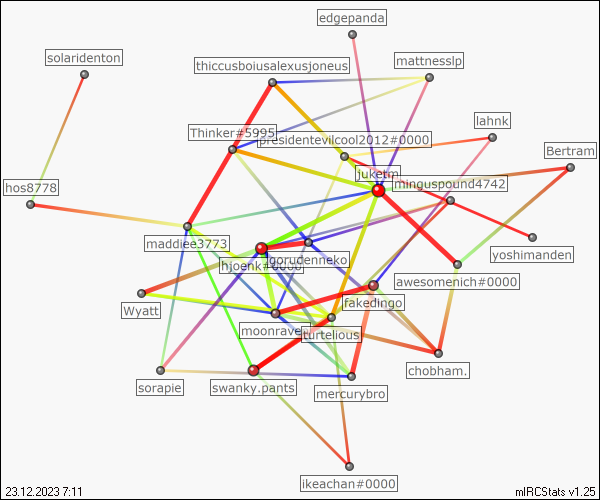 edgepanda
solaridenton
mattnesslp
thiccusboiusalexusjoneus
lahnk
Thinker#5995
presidentevilcool2012#0000
Bertram
juketm
minguspound4742
hos8778
maddiee3773
yoshimanden
gorudenneko
hjoenk#0000
awesomenich#0000
Wyatt
fakedingo
moonrave
turtelious
chobham.
sorapie
swanky.pants
mercurybro
ikeachan#0000
23.12.2023 7:11
mIRCStats v1.25